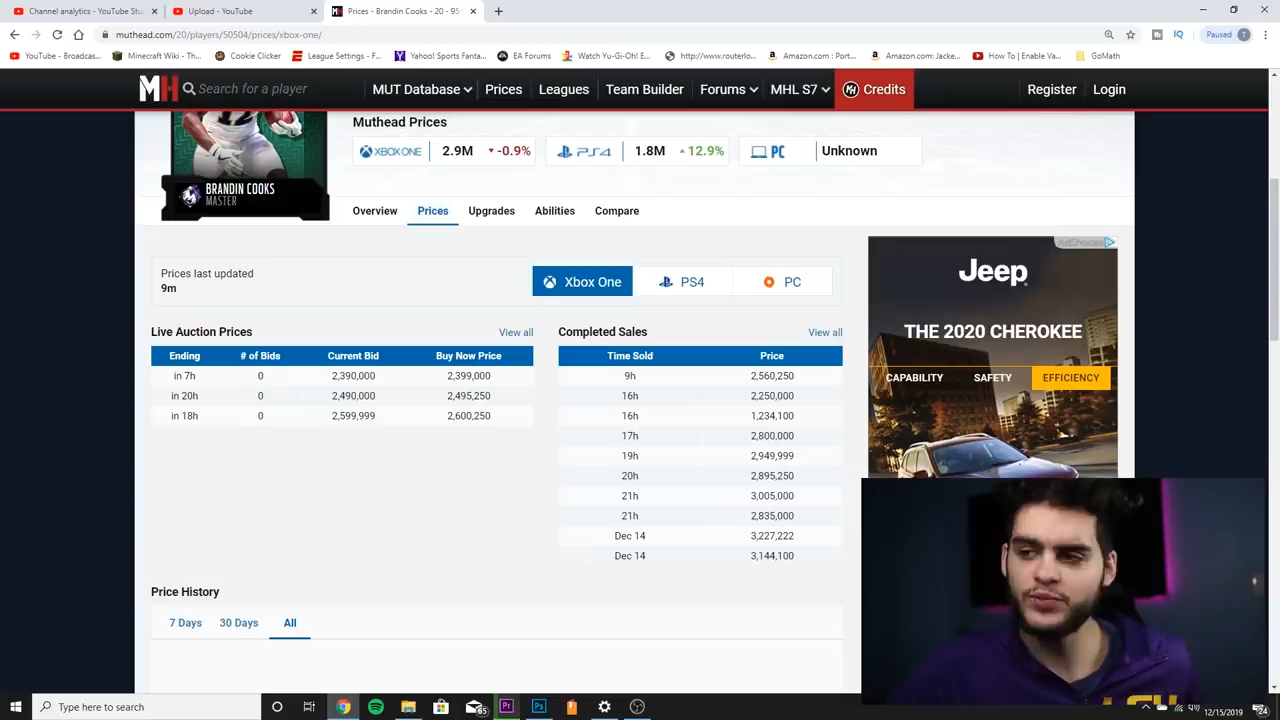 Channel analytics - YouTube Stu
Upload - YouTube
Prices - Brandin Cooks - 20 - 95
muthead.com/20/players/50504/prices/xbox-one/
Paused
YouTube - Broadcas...
Minecraft Wiki - Th...
Cookie Clicker
League Settings - F...
Yahoo! Sports Fanta...
EA Forums
Watch Yu-Gi-Oh! E...
http://www.routerlo...
Amazon.com : Port...
Amazon.com: Jacke...
How To | Enable Va...
GoMath
MH
Search for a player
MUT Database
Prices
Leagues
Team Builder
Forums
MHL S7
Credits
Register
Login
Muthead Prices
XBOX ONE 2.9M -0.9%
PS4 1.8M 12.9%
PC Unknown
BRANDIN COOKS
MASTER
Overview Prices Upgrades Abilities Compare
Prices last updated
9m
Xbox One PS4 PC
Live Auction Prices View all
Ending # of Bids Current Bid Buy Now Price
in 7h 0 2,390,000 2,399,000
in 20h 0 2,490,000 2,495,250
in 18h 0 2,599,999 2,600,250
Completed Sales View all
Time Sold Price
9h 2,560,250
16h 2,250,000
16h 1,234,100
17h 2,800,000
19h 2,949,999
20h 2,895,250
21h 3,005,000
21h 2,835,000
Dec 14 3,227,222
Dec 14 3,144,100
Price History
7 Days 30 Days All
AdChoices
Jeep
THE 2020 CHEROKEE
CAPABILITY SAFETY EFFICIENCY
Type here to search
65
12/15/2019
24